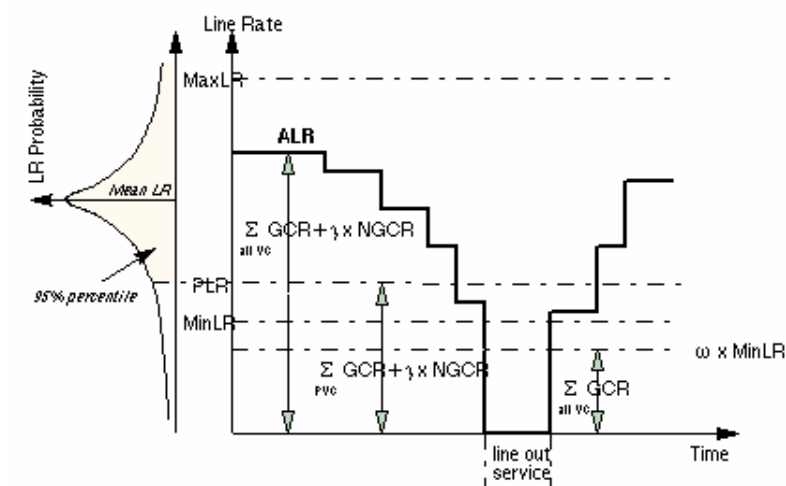 Line Rate
LR Probability
MaxLR
ALR
Mean LR
Σ GCR + γ x NGCR
all VC
95% percentile
PLR
MinLR
Σ GCR + γ x NGCR
PVC
Σ GCR
all VC
ω x MinLR
line out
service
Time